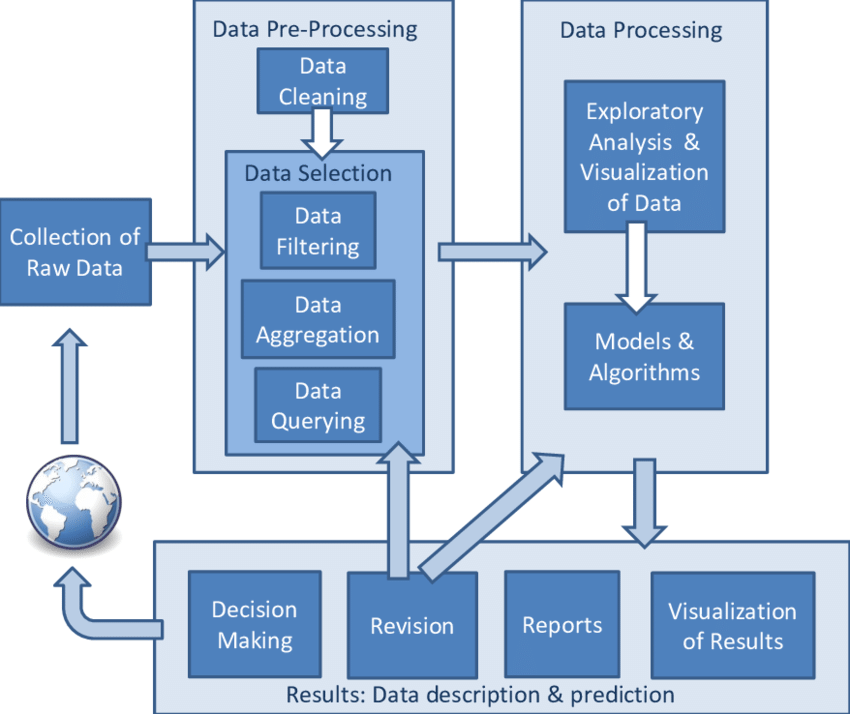 Data Pre-Processing
Data
Cleaning
Data Selection
Data
Filtering
Data
Aggregation
Data
Querying
Collection of
Raw Data
Data Processing
Exploratory
Analysis &
Visualization
of Data
Models &
Algorithms
Decision
Making
Revision
Reports
Visualization
of Results
Results: Data description & prediction